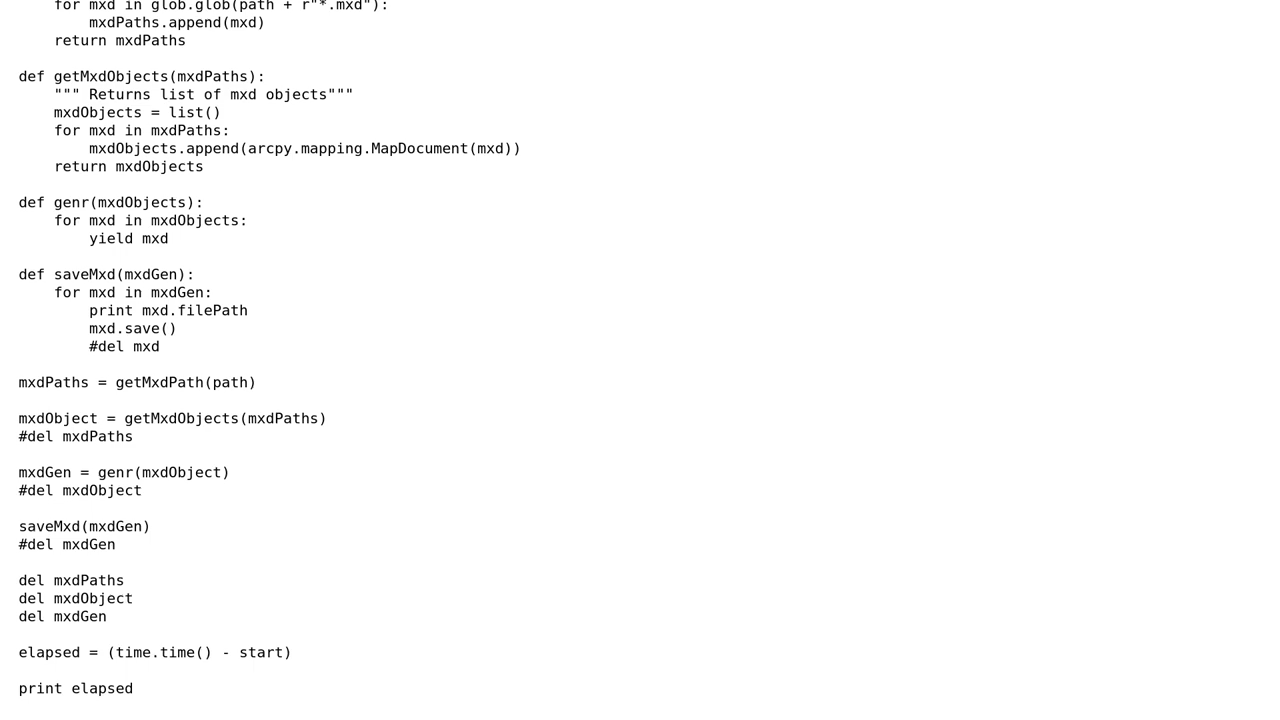 for mxd in glob.glob(path + r"*.mxd"):
        mxdPaths.append(mxd)
    return mxdPaths

def getMxdObjects(mxdPaths):
    """ Returns list of mxd objects"""
    mxdObjects = list()
    for mxd in mxdPaths:
        mxdObjects.append(arcpy.mapping.MapDocument(mxd))
    return mxdObjects

def genr(mxdObjects):
    for mxd in mxdObjects:
        yield mxd

def saveMxd(mxdGen):
    for mxd in mxdGen:
        print mxd.filePath
        mxd.save()
        #del mxd

mxdPaths = getMxdPath(path)

mxdObject = getMxdObjects(mxdPaths)
#del mxdPaths

mxdGen = genr(mxdObject)
#del mxdObject

saveMxd(mxdGen)
#del mxdGen

del mxdPaths
del mxdObject
del mxdGen

elapsed = (time.time() - start)

print elapsed